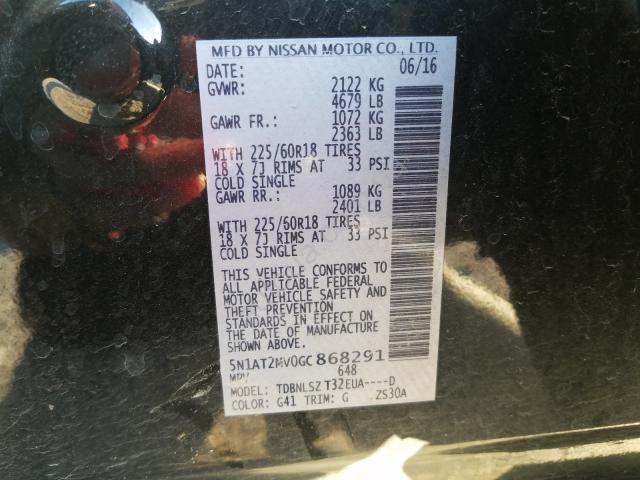 MFD BY NISSAN MOTOR CO., LTD.
DATE: 06/16
GVWR: 2122 KG
4679 LB
GAWR FR.: 1072 KG
2363 LB
WITH 225/60R18 TIRES
18 X 7J RIMS AT 33 PSI
COLD SINGLE
GAWR RR.: 1089 KG
2401 LB
WITH 225/60R18 TIRES
18 X 7J RIMS AT 33 PSI
COLD SINGLE
THIS VEHICLE CONFORMS TO
ALL APPLICABLE FEDERAL
MOTOR VEHICLE SAFETY AND
THEFT PREVENTION
STANDARDS IN EFFECT ON
THE DATE OF MANUFACTURE
SHOWN ABOVE.
5N1AT2MV0GC868291
MPV 648
MODEL: TDBNLSZ T32EUA----D
COLOR: G41 TRIM: G ZS30A